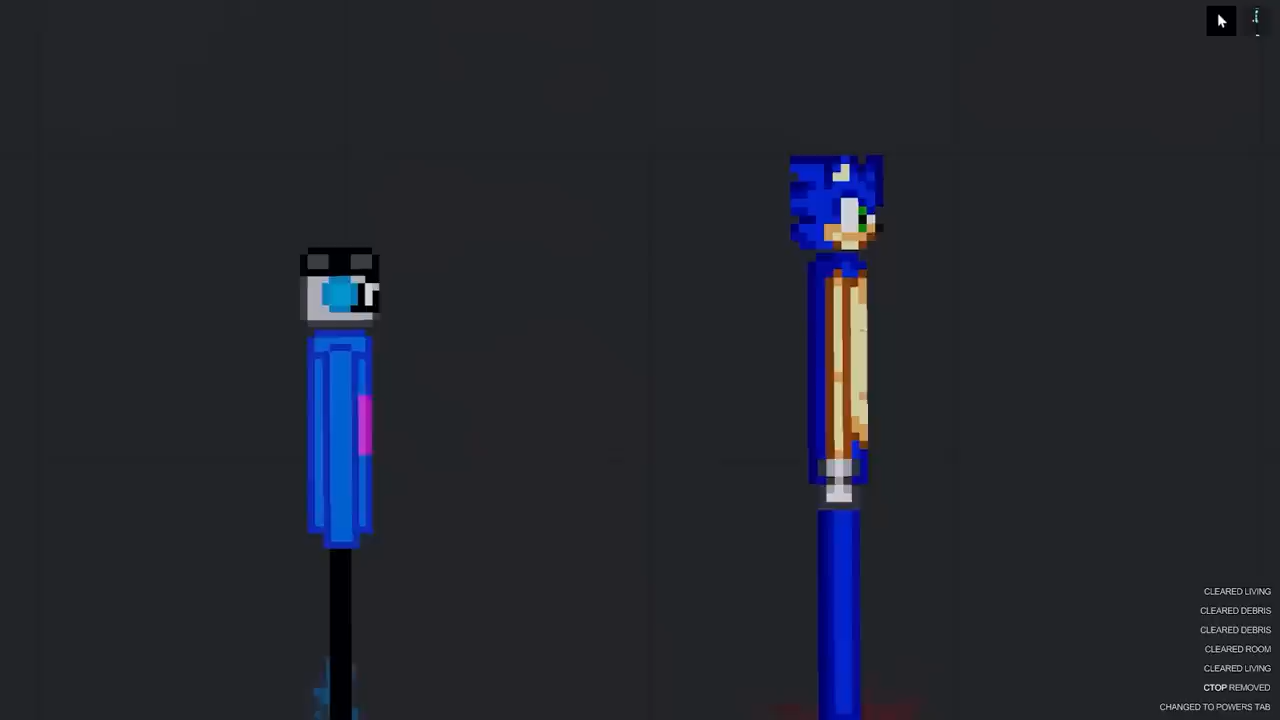 CLEARED LIVING
CLEARED DEBRIS
CLEARED DEBRIS
CLEARED ROOM
CLEARED LIVING
CTOP REMOVED
CHANGED TO POWERS TAB